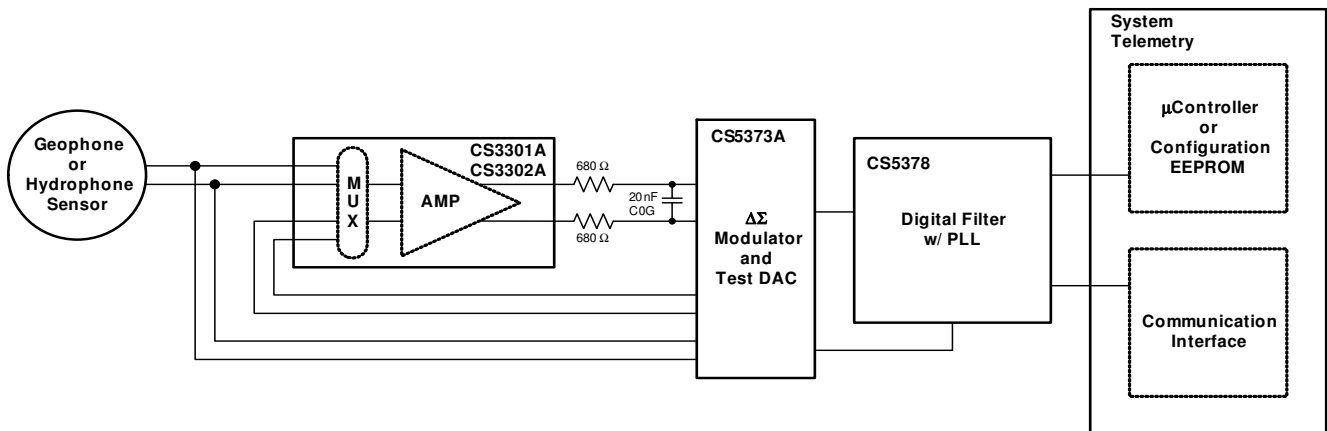 Geophone
or
Hydrophone
Sensor
M
U
X
AMP
CS3301A
CS3302A
680 Ω
20nF
C0G
680 Ω
CS5373A
ΔΣ
Modulator
and
Test DAC
CS5378
Digital Filter
w/ PLL
System
Telemetry
μController
or
Configuration
EEPROM
Communication
Interface